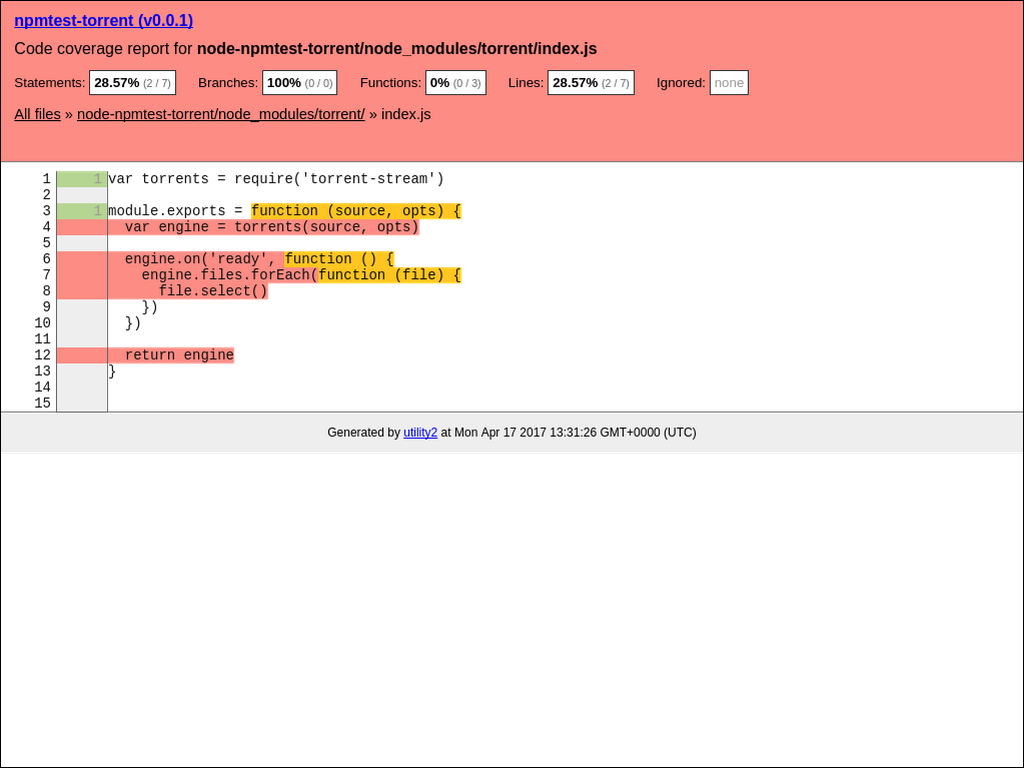 npmtest-torrent (v0.0.1)
Code coverage report for node-npmtest-torrent/node_modules/torrent/index.js
Statements: 28.57% (2 / 7) Branches: 100% (0 / 0) Functions: 0% (0 / 3) Lines: 28.57% (2 / 7) Ignored: none
All files » node-npmtest-torrent/node_modules/torrent/ » index.js
1 1 var torrents = require('torrent-stream')
2
3 1 module.exports = function (source, opts) {
4 var engine = torrents(source, opts)
5
6 engine.on('ready', function () {
7 engine.files.forEach(function (file) {
8 file.select()
9 })
10 })
11
12 return engine
13 }
14
15
Generated by utility2 at Mon Apr 17 2017 13:31:26 GMT+0000 (UTC)